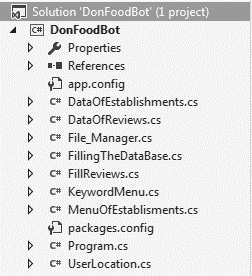 Solution 'DonFoodBot' (1 project)
C# DonFoodBot
Properties
References
app.config
C# DataOfEstablishments.cs
C# DataOfReviews.cs
C# File_Manager.cs
C# FillingTheDataBase.cs
C# FillReviews.cs
C# KeywordMenu.cs
C# MenuOfEstablisments.cs
packages.config
C# Program.cs
C# UserLocation.cs